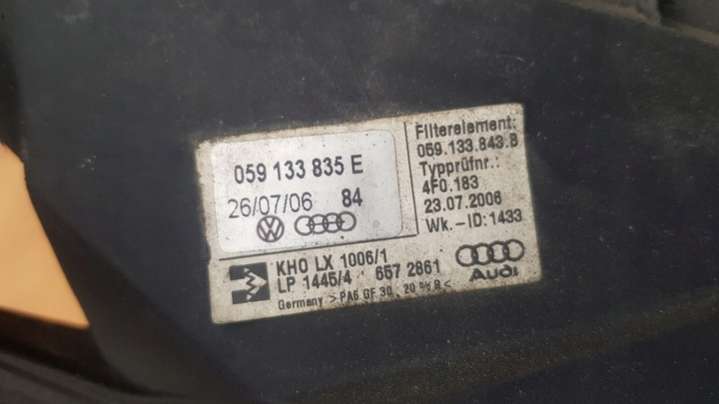 059 133 835 E
26/07/06 84
Filterelement:
059.133.843.B
Typprüfnr.:
4F0.183
23.07.2006
Wk.-ID:1433
KHO LX 1006/1
LP 1445/4 657 2861
Audi
Germany >PA6 GF 30, 20 % R<